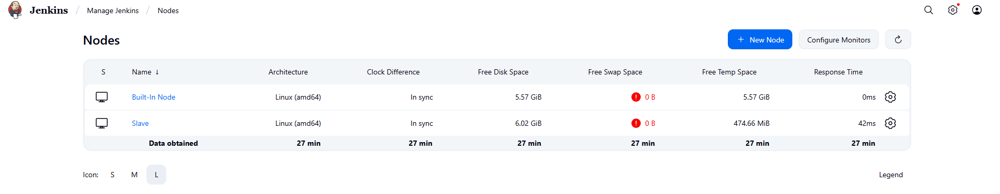 Jenkins / Manage Jenkins / Nodes
Nodes
+ New Node Configure Monitors
S Name ↓ Architecture Clock Difference Free Disk Space Free Swap Space Free Temp Space Response Time
Built-In Node Linux (amd64) In sync 5.57 GiB ! 0 B 5.57 GiB 0ms
Slave Linux (amd64) In sync 6.02 GiB ! 0 B 474.66 MiB 42ms
Data obtained 27 min 27 min 27 min 27 min 27 min 27 min
Icon: S M L Legend